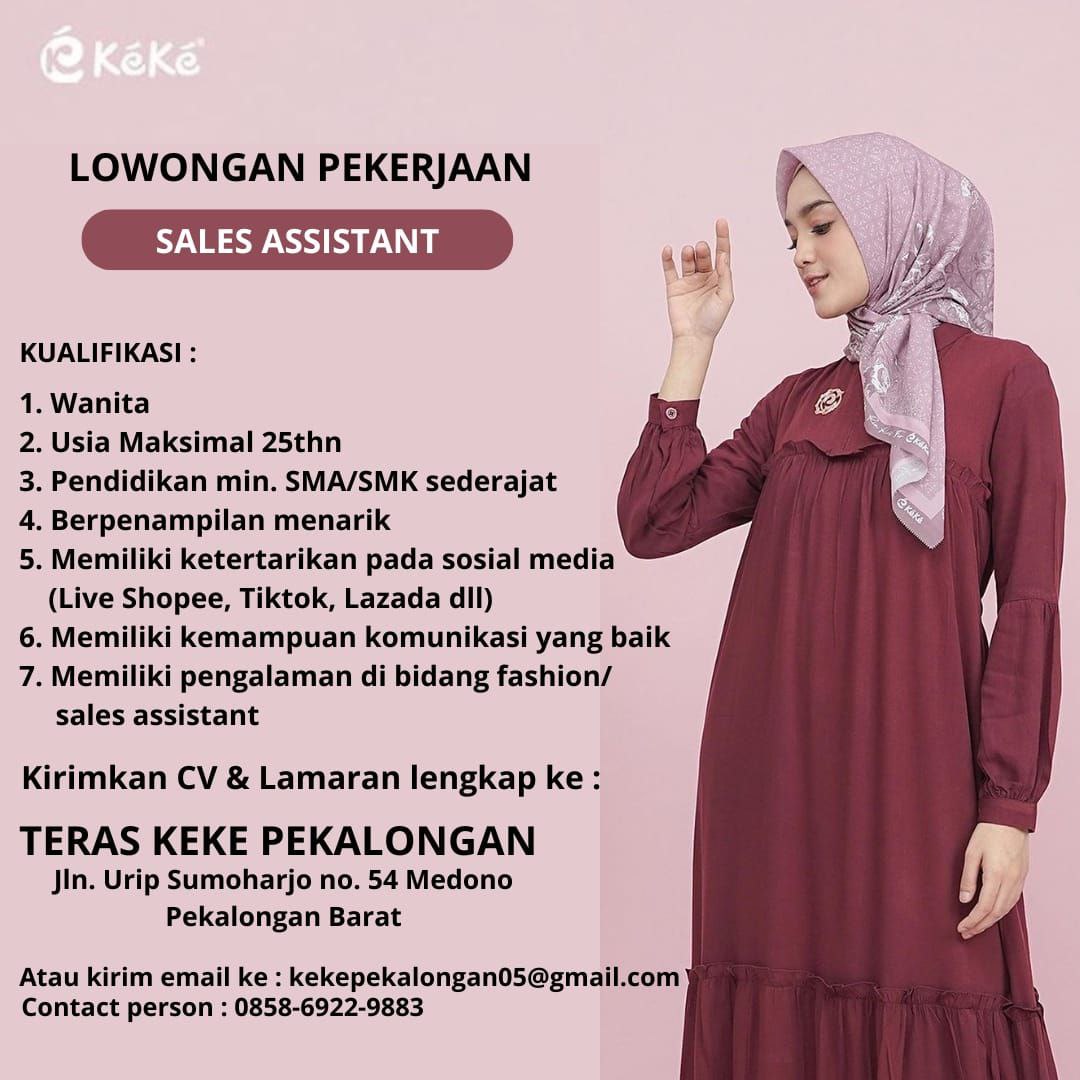 KéKé
LOWONGAN PEKERJAAN
SALES ASSISTANT
KUALIFIKASI :
1. Wanita
2. Usia Maksimal 25thn
3. Pendidikan min. SMA/SMK sederajat
4. Berpenampilan menarik
5. Memiliki ketertarikan pada sosial media
(Live Shopee, Tiktok, Lazada dll)
6. Memiliki kemampuan komunikasi yang baik
7. Memiliki pengalaman di bidang fashion/
sales assistant
Kirimkan CV & Lamaran lengkap ke :
TERAS KEKE PEKALONGAN
Jln. Urip Sumoharjo no. 54 Medono
Pekalongan Barat
Atau kirim email ke : kekepekalongan05@gmail.com
Contact person : 0858-6922-9883
KéKé